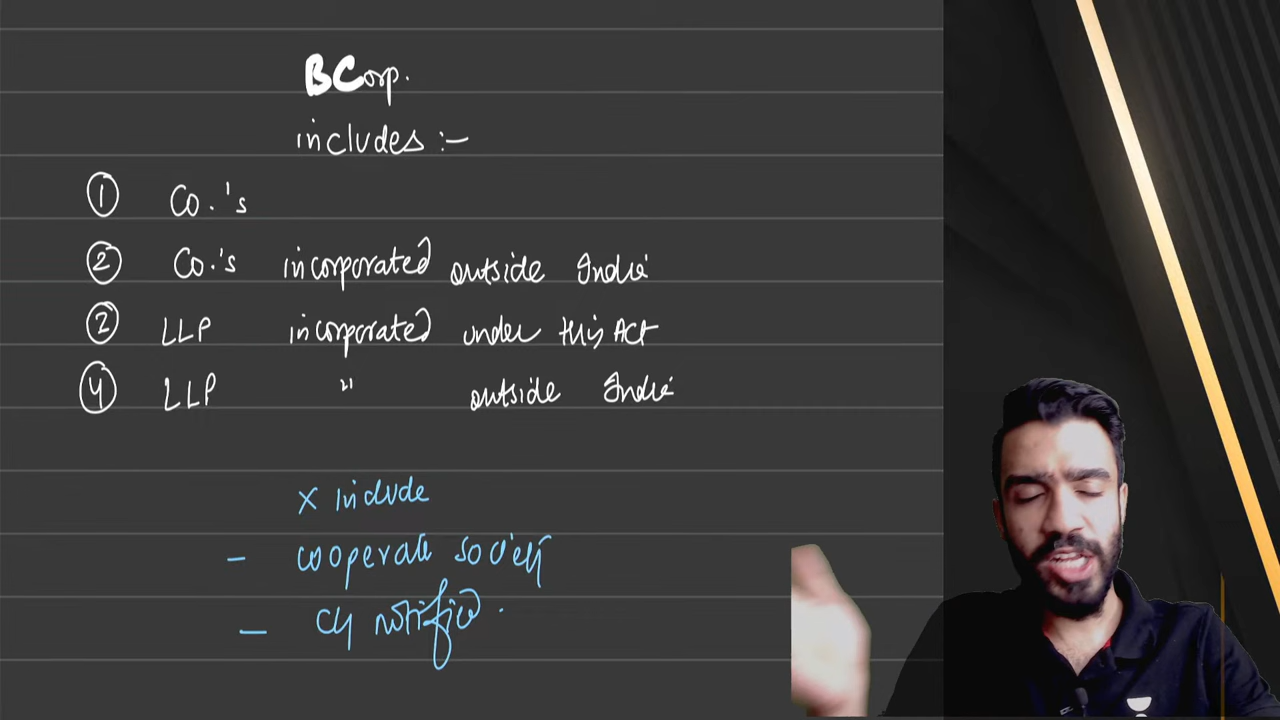 BCorp.
includes :-
① Co.'s
② Co.'s incorporated outside India
② LLP incorporated under this Act
④ LLP " outside India
x include
- cooperate society
- CG notified.